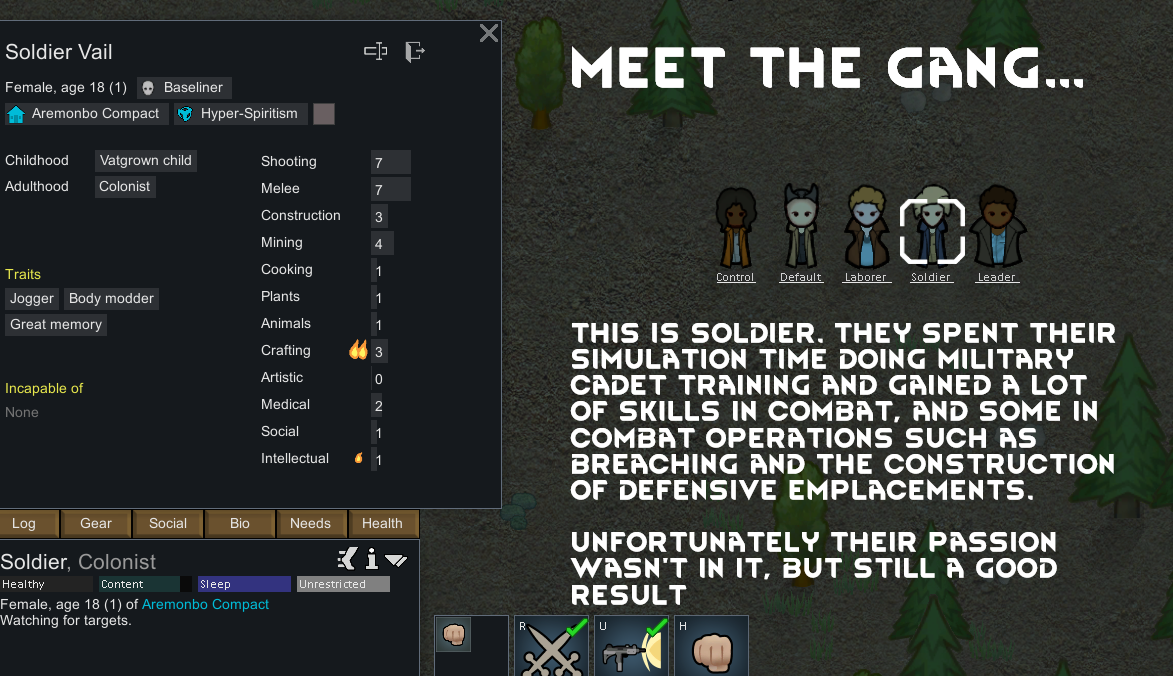 Soldier Vail
Female, age 18 (1) Baseliner
Aremonbo Compact Hyper-Spiritism
Childhood Vatgrown child
Adulthood Colonist
Traits
Jogger Body modder
Great memory
Incapable of
None
Shooting 7
Melee 7
Construction 3
Mining 4
Cooking 1
Plants 1
Animals 1
Crafting 3
Artistic 0
Medical 2
Social 1
Intellectual 1
Log Gear Social Bio Needs Health
Soldier, Colonist
Healthy Content Sleep Unrestricted
Female, age 18 (1) of Aremonbo Compact
Watching for targets.
MEET THE GANG...
Control Default Laborer Soldier Leader
THIS IS SOLDIER. THEY SPENT THEIR
SIMULATION TIME DOING MILITARY
CADET TRAINING AND GAINED A LOT
OF SKILLS IN COMBAT, AND SOME IN
COMBAT OPERATIONS SUCH AS
BREACHING AND THE CONSTRUCTION
OF DEFENSIVE EMPLACEMENTS.
UNFORTUNATELY THEIR PASSION
WASN'T IN IT, BUT STILL A GOOD
RESULT
R U H